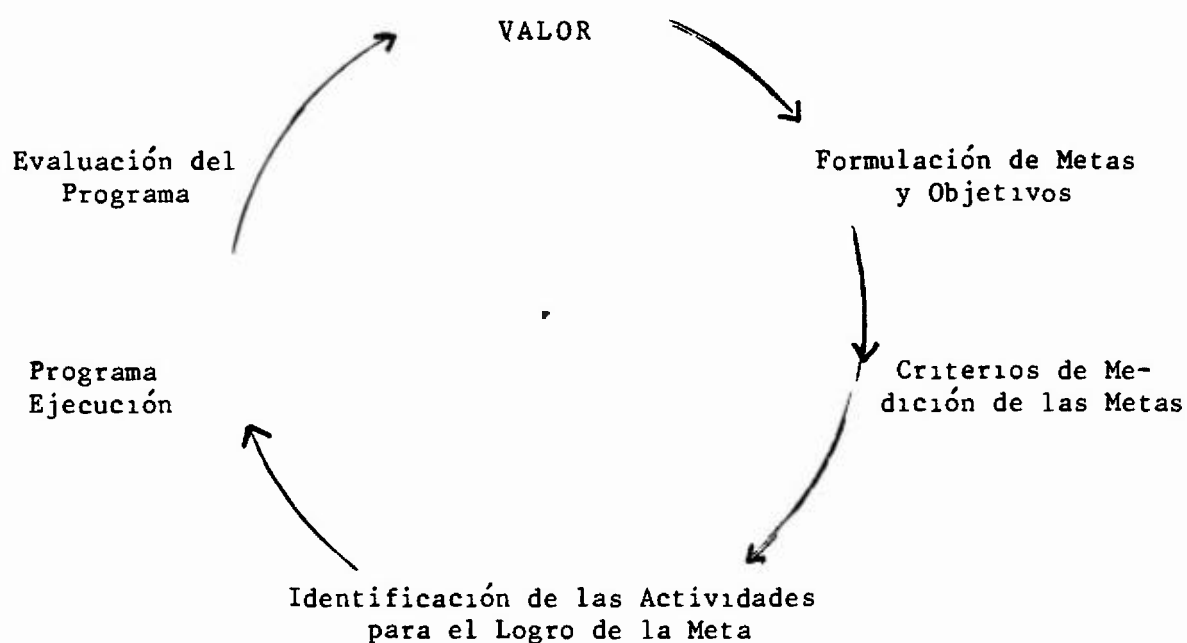 VALOR
Formulación de Metas
y Objetivos
Criterios de Me-
dición de las Metas
Identificación de las Actividades
para el Logro de la Meta
Programa
Ejecución
Evaluación del
Programa